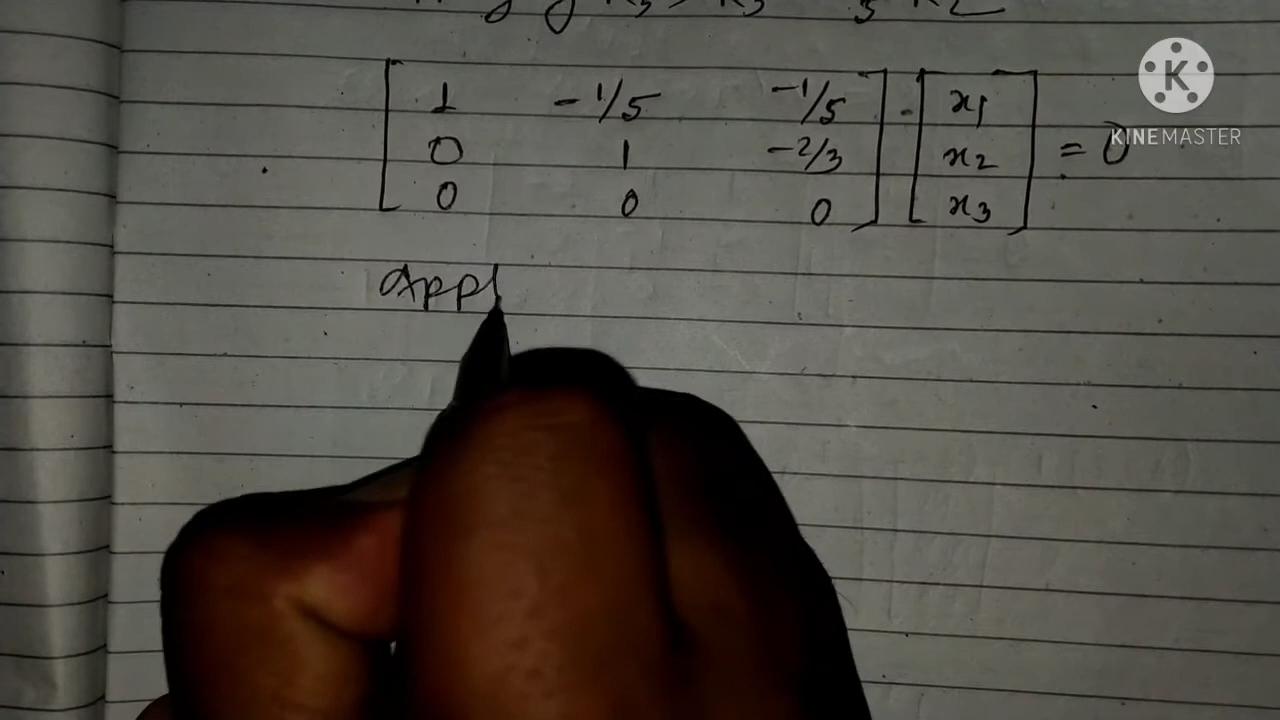 1 -1/5 -1/5 x1
0 1 -2/3 . x2 = 0
0 0 0 x3
Appl
K
KINEMASTER